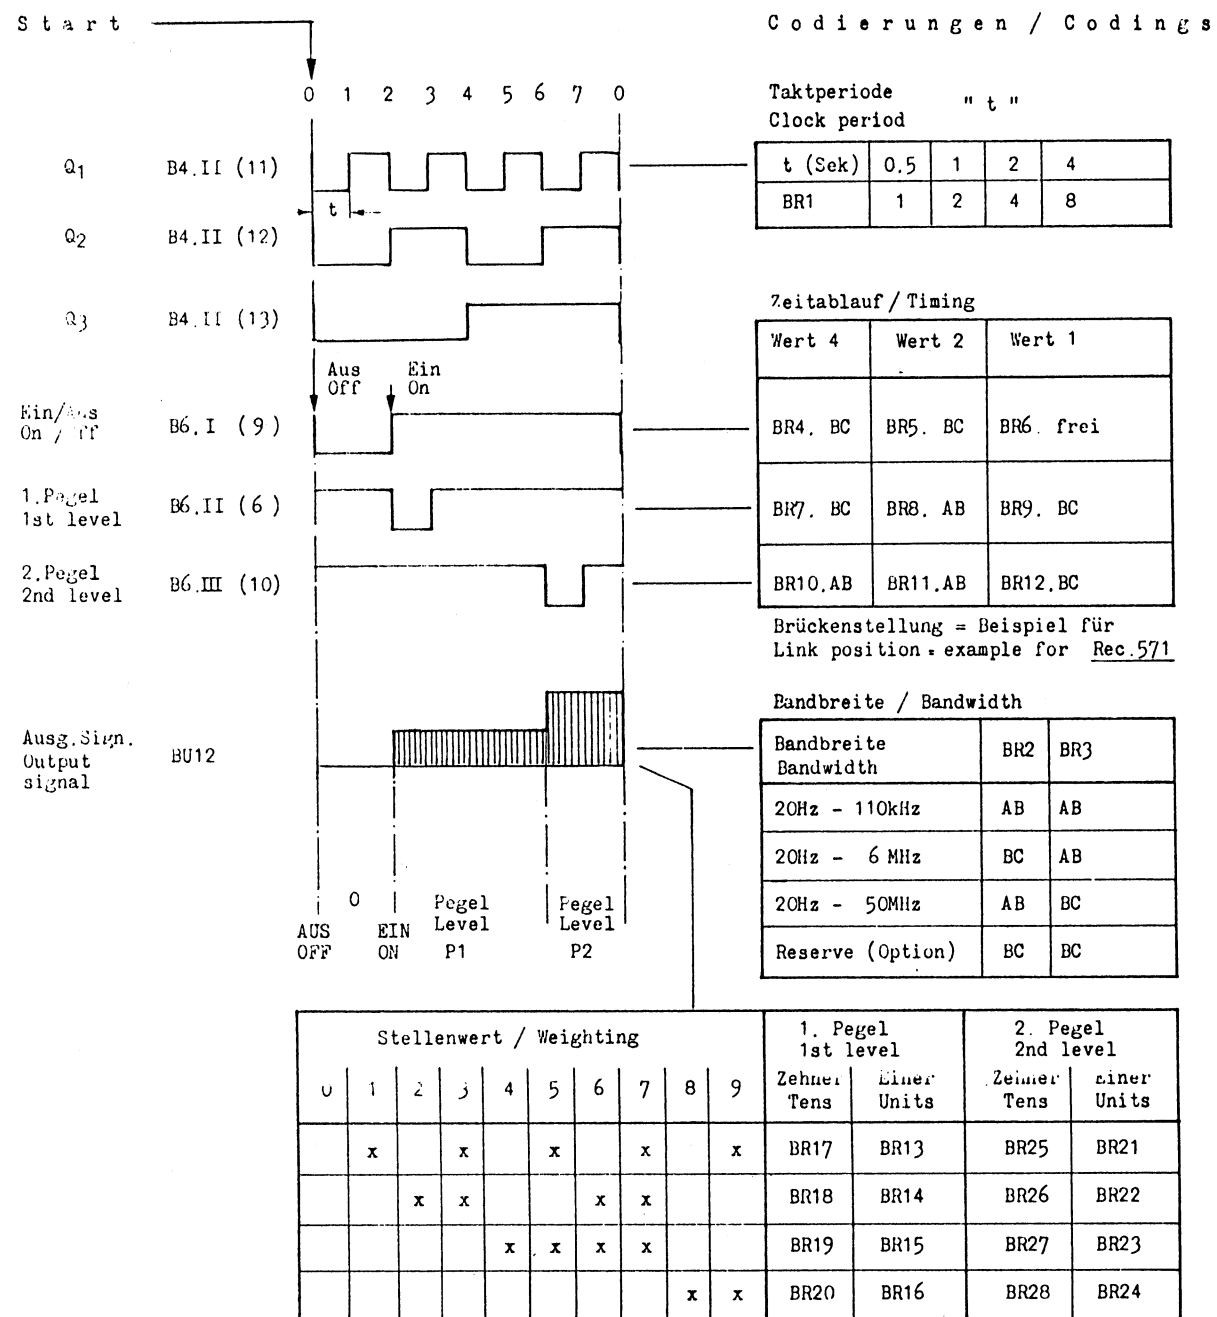 Start
Codierungen / Codings
0 1 2 3 4 5 6 7 0
Taktperiode
Clock period " t "
t (Sek) 0.5 1 2 4
BR1 1 2 4 8
Q1 B4.II (11)
t
Q2 B4.II (12)
Q3 B4.II (13)
Zeitablauf / Timing
Wert 4 Wert 2 Wert 1
BR4. BC BR5. BC BR6. frei
BR7. BC BR8. AB BR9. BC
BR10.AB BR11.AB BR12.BC
Aus Ein
Off On
Ein/Aus
On / B6.I (9)
1.Pegel
1st level B6.II (6)
2.Pegel
2nd level B6.III (10)
Brückenstellung = Beispiel für
Link position = example for Rec.571
Bandbreite / Bandwidth
Bandbreite
Bandwidth BR2 BR3
20Hz - 110kHz AB AB
20Hz - 6 MHz BC AB
20Hz - 50MHz AB BC
Reserve (Option) BC BC
Ausg.Sign.
Output
signal BU12
0 Pegel Pegel
AUS EIN Level Level
OFF ON P1 P2
Stellenwert / Weighting
1. Pegel 2. Pegel
1st level 2nd level
0 1 2 3 4 5 6 7 8 9
Zehner Einer Zehner Einer
Tens Units Tens Units
x x x x x BR17 BR13 BR25 BR21
x x x x BR18 BR14 BR26 BR22
x x x x BR19 BR15 BR27 BR23
x x BR20 BR16 BR28 BR24